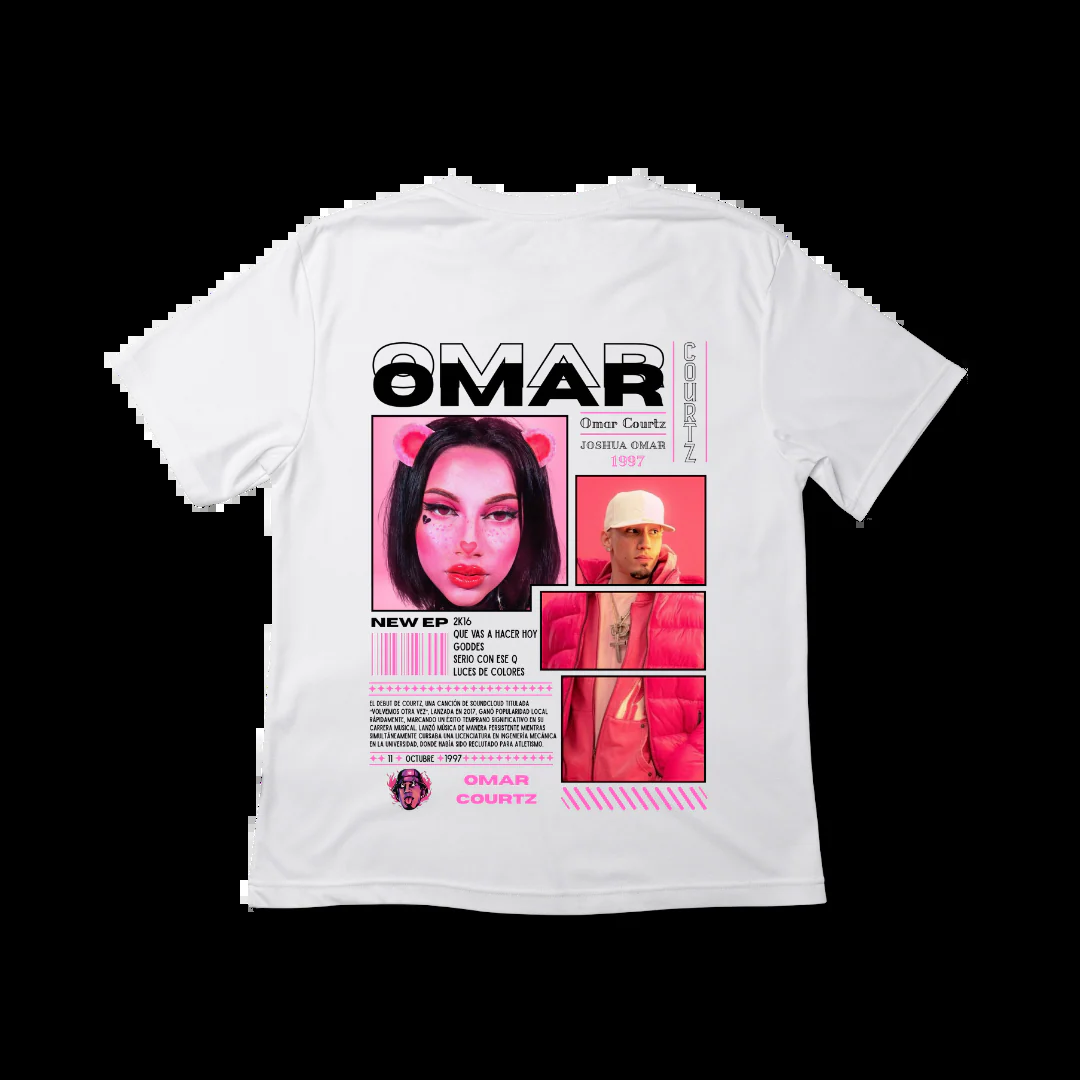 OMAR
OMAR
COURTZ
Omar Courtz
JOSHUA OMAR
1997
NEW EP
2K16
QUE VAS A HACER HOY
GODDES
SERIO CON ESE Q
LUCES DE COLORES
EL DEBUT DE COURTZ, UNA CANCIÓN DE SOUNDCLOUD TITULADA
"VOLVEMOS OTRA VEZ", LANZADA EN 2017, GANÓ POPULARIDAD LOCAL
RÁPIDAMENTE, MARCANDO UN ÉXITO TEMPRANO SIGNIFICATIVO EN SU
CARRERA MUSICAL. LANZÓ MÚSICA DE MANERA PERSISTENTE MIENTRAS
SIMULTÁNEAMENTE CURSABA UNA LICENCIATURA EN INGENIERÍA MECÁNICA
EN LA UNIVERSIDAD, DONDE HABÍA SIDO RECLUTADO PARA ATLETISMO.
11 OCTUBRE 1997
OMAR
COURTZ